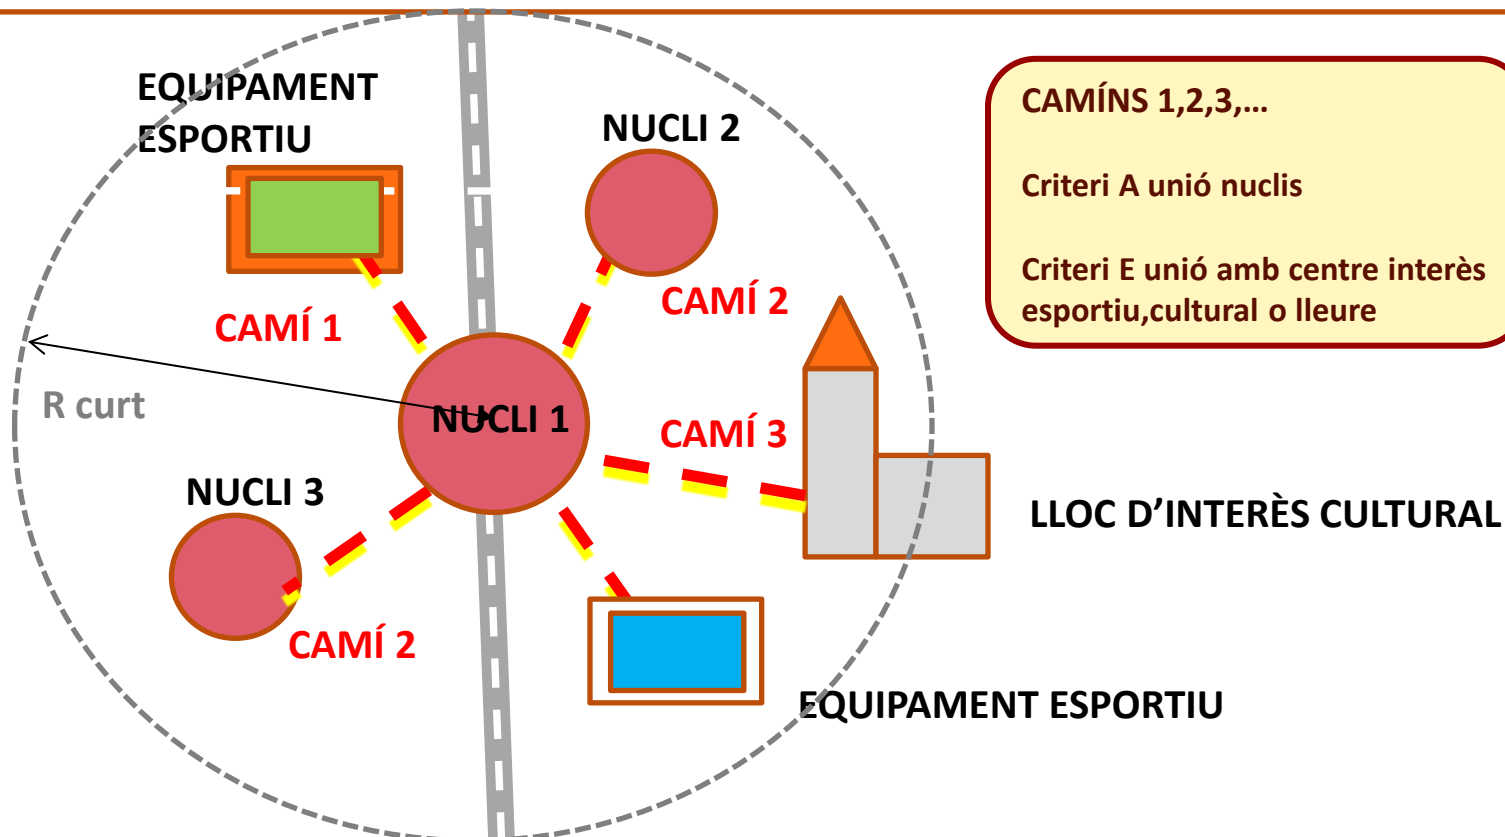 EQUIPAMENT
ESPORTIU
NUCLI 2
CAMÍNS 1,2,3,...
Criteri A unió nuclis
Criteri E unió amb centre interès
esportiu,cultural o lleure
CAMÍ 2
CAMÍ 1
R curt
NUCLI 1
CAMÍ 3
NUCLI 3
LLOC D’INTERÈS CULTURAL
CAMÍ 2
EQUIPAMENT ESPORTIU